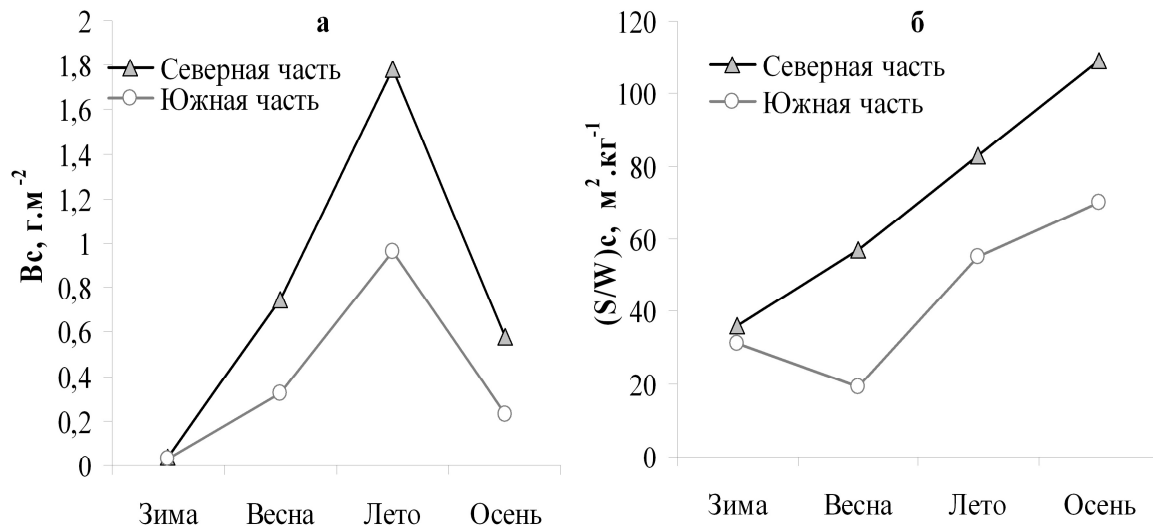 а
Северная часть
Южная часть
Вс, г.м⁻²
2
1,8
1,6
1,4
1,2
1
0,8
0,6
0,4
0,2
0
Зима Весна Лето Осень
б
Северная часть
Южная часть
(S/W)с, м².кг⁻¹
120
100
80
60
40
20
0
Зима Весна Лето Осень